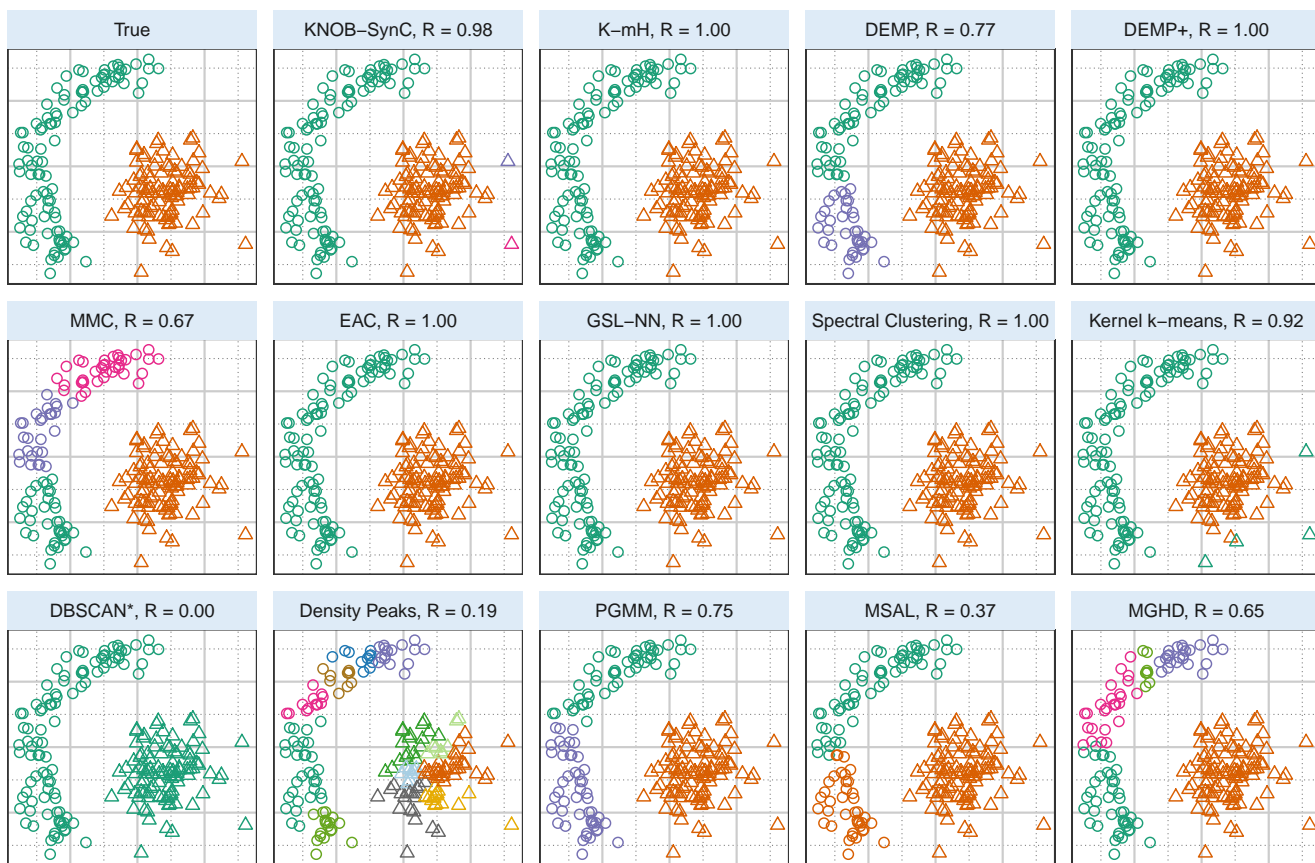 True
KNOB−SynC, R = 0.98
K−mH, R = 1.00
DEMP, R = 0.77
DEMP+, R = 1.00
MMC, R = 0.67
EAC, R = 1.00
GSL−NN, R = 1.00
Spectral Clustering, R = 1.00
Kernel k−means, R = 0.92
DBSCAN*, R = 0.00
Density Peaks, R = 0.19
PGMM, R = 0.75
MSAL, R = 0.37
MGHD, R = 0.65